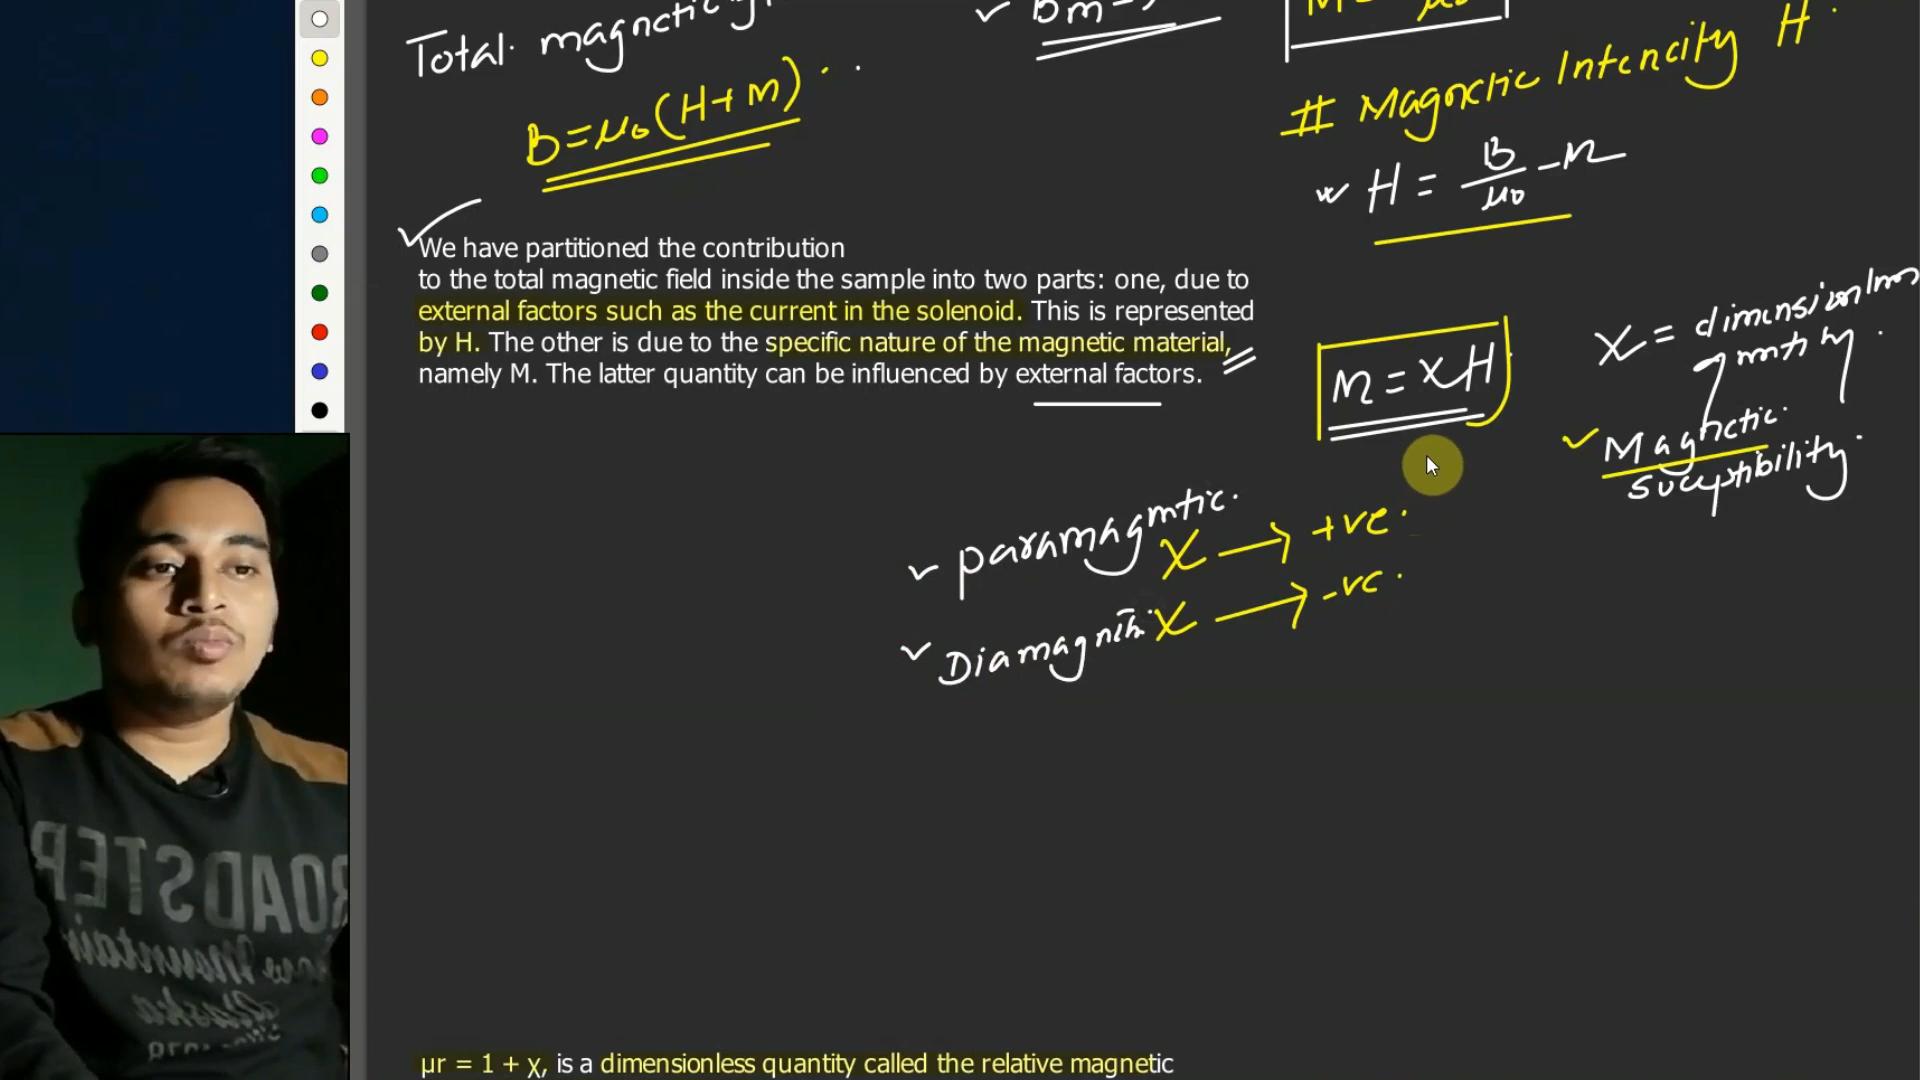 Total magnetic
B = μ₀ (H + M)
# Magnetic Intencity H
H = B/μ₀ - M
We have partitioned the contribution
to the total magnetic field inside the sample into two parts: one, due to
external factors such as the current in the solenoid. This is represented
by H. The other is due to the specific nature of the magnetic material,
namely M. The latter quantity can be influenced by external factors.
M = χH
χ = dimensionless
quantity.
Magnetic
paramagnetic.
χ → +ve.
Diamagnetic
χ → -ve.
ROADSTER
Mountain
Alaska
μr = 1 + χ, is a dimensionless quantity called the relative magnetic